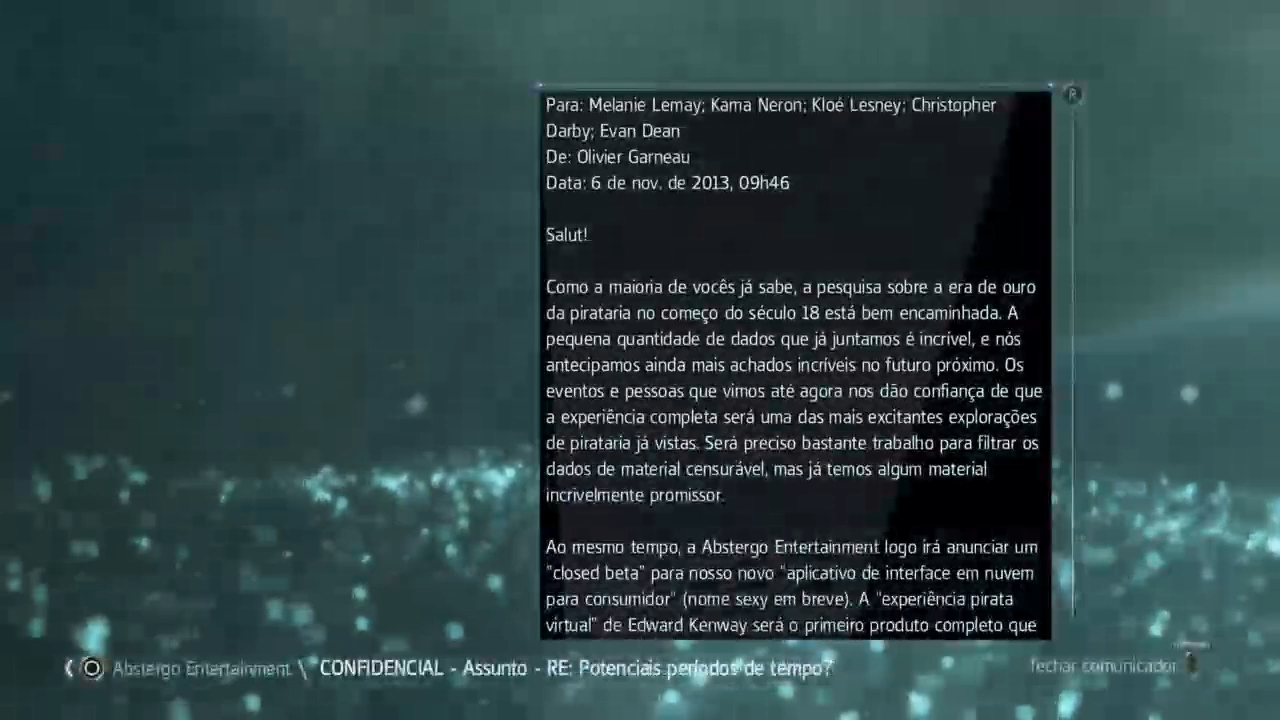 Para: Melanie Lemay; Kama Neron; Kloé Lesney; Christopher
Darby; Evan Dean
De: Olivier Garneau
Data: 6 de nov. de 2013, 09h46
Salut!
Como a maioria de vocês já sabe, a pesquisa sobre a era de ouro
da pirataria no começo do século 18 está bem encaminhada. A
pequena quantidade de dados que já juntamos é incrível, e nós
antecipamos ainda mais achados incríveis no futuro próximo. Os
eventos e pessoas que vimos até agora nos dão confiança de que
a experiência completa será uma das mais excitantes explorações
de pirataria já vistas. Será preciso bastante trabalho para filtrar os
dados de material censurável, mas já temos algum material
incrivelmente promissor.
Ao mesmo tempo, a Abstergo Entertainment logo irá anunciar um
"closed beta" para nosso novo "aplicativo de interface em nuvem
para consumidor" (nome sexy em breve). A "experiência pirata
virtual" de Edward Kenway será o primeiro produto completo que
R
Abstergo Entertainment \ CONFIDENCIAL - Assunto - RE: Potenciais períodos de tempo?
fechar comunicador